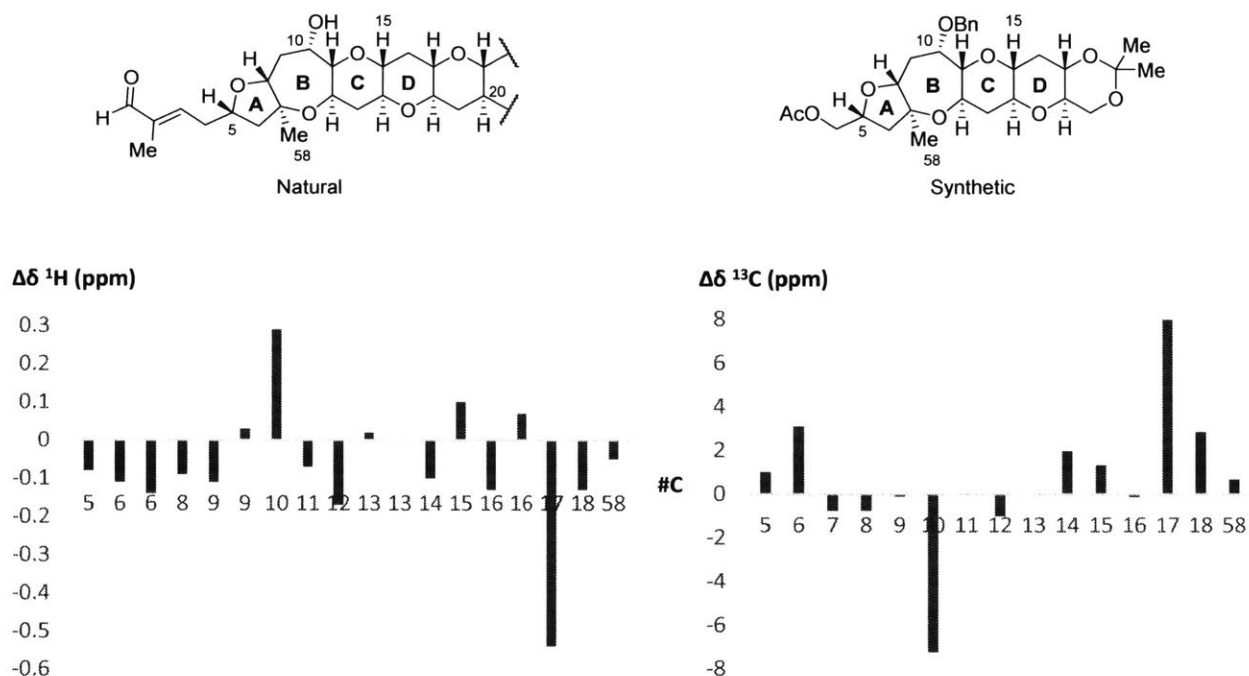 OH
15
10
H
H
H
H
H
O
O
O
O
B
C
D
H
A
20
O
O
H
5
Me
H
H
H
H
Me
58
Natural
OBn
15
10
H
H
H
H
O
O
Me
O
B
C
D
Me
H
A
O
O
O
AcO
5
Me
H
H
H
58
Synthetic
Δδ ¹H (ppm)
0.3
0.2
0.1
0
-0.1
-0.2
-0.3
-0.4
-0.5
-0.6
5 6 6 8 9 9 10 11 12 13 13 14 15 16 16 17 18 58
#C
Δδ ¹³C (ppm)
8
6
4
2
0
-2
-4
-6
-8
5 6 7 8 9 10 11 12 13 14 15 16 17 18 58